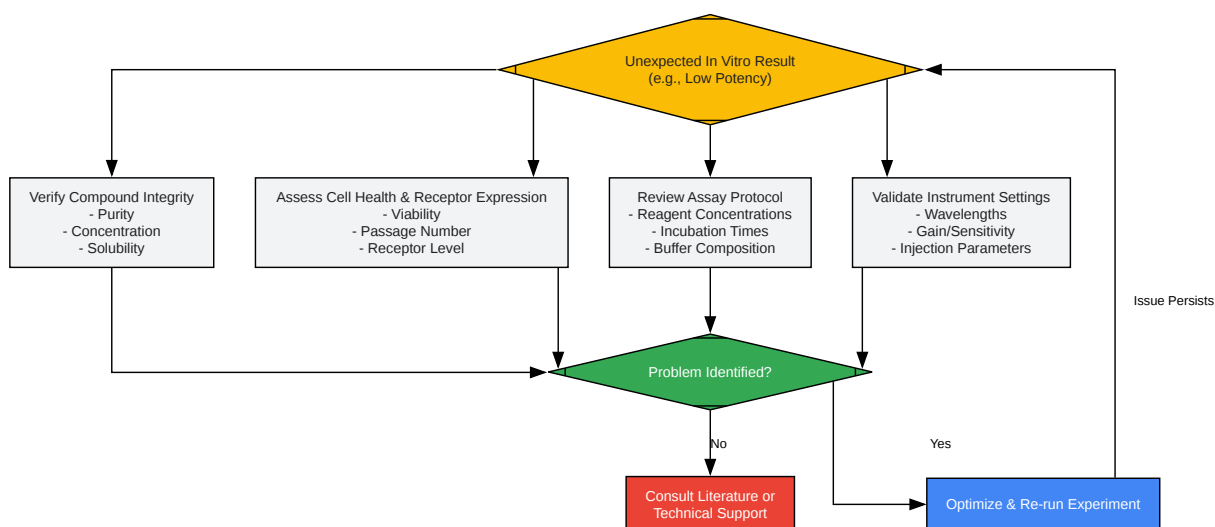 Unexpected In Vitro Result
(e.g., Low Potency)
Verify Compound Integrity
- Purity
- Concentration
- Solubility
Assess Cell Health & Receptor Expression
- Viability
- Passage Number
- Receptor Level
Review Assay Protocol
- Reagent Concentrations
- Incubation Times
- Buffer Composition
Validate Instrument Settings
- Wavelengths
- Gain/Sensitivity
- Injection Parameters
Issue Persists
Problem Identified?
No
Yes
Consult Literature or
Technical Support
Optimize & Re-run Experiment